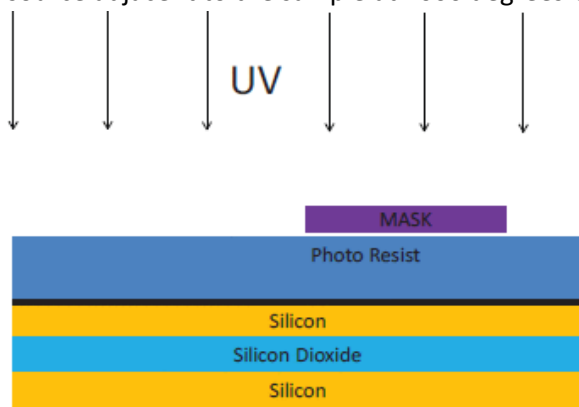 UV
MASK
Photo Resist
Silicon
Silicon Dioxide
Silicon